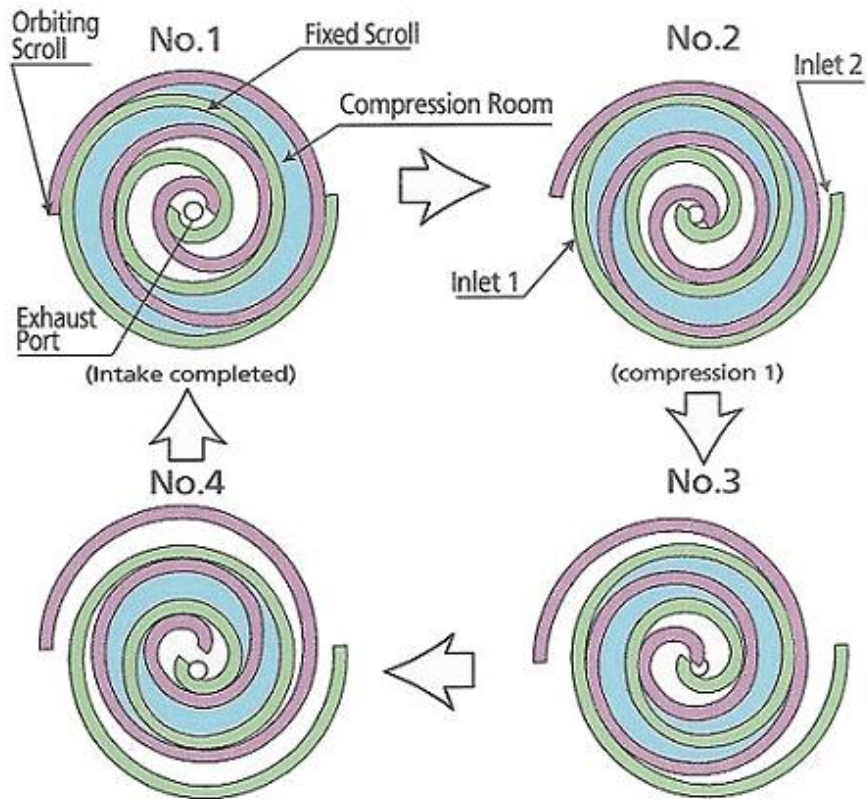 Orbiting
Scroll
No.1
Fixed Scroll
Compression Room
No.2
Inlet 2
Inlet 1
Exhaust
Port
(Intake completed)
(compression 1)
No.4
No.3